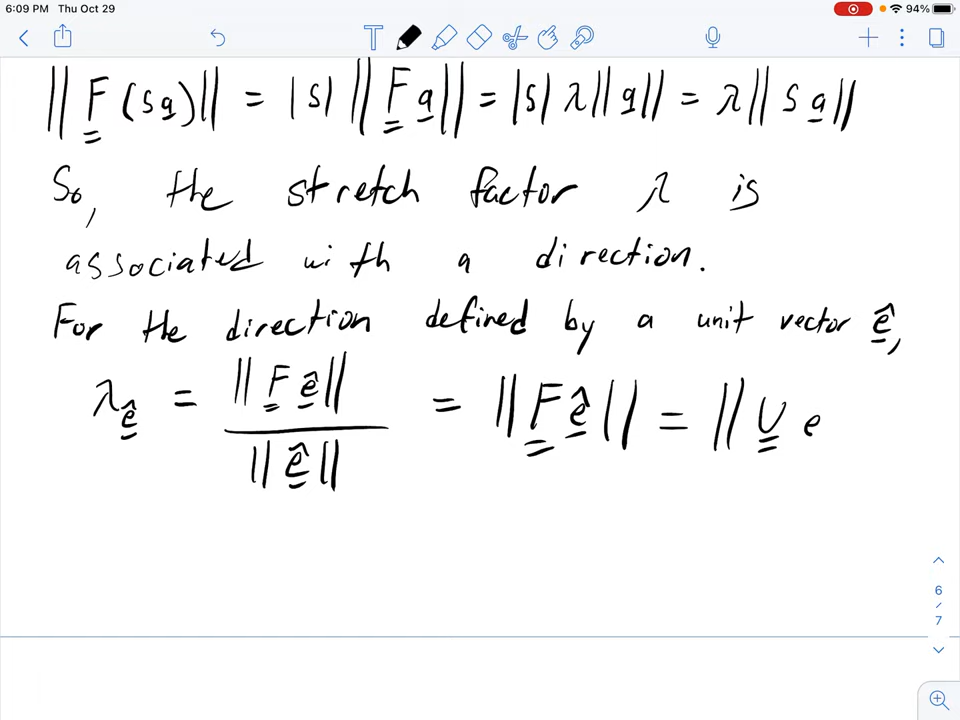 6:09 PM Thu Oct 29
94%
T
‖F(sa)‖ = |s|‖Fa‖ = |s|λ‖a‖ = λ‖sa‖
So, the stretch factor λ is
associated with a direction.
For the direction defined by a unit vector ê,
λ_ê = ‖Fê‖ / ‖ê‖ = ‖Fê‖ = ‖U e
6
/
7